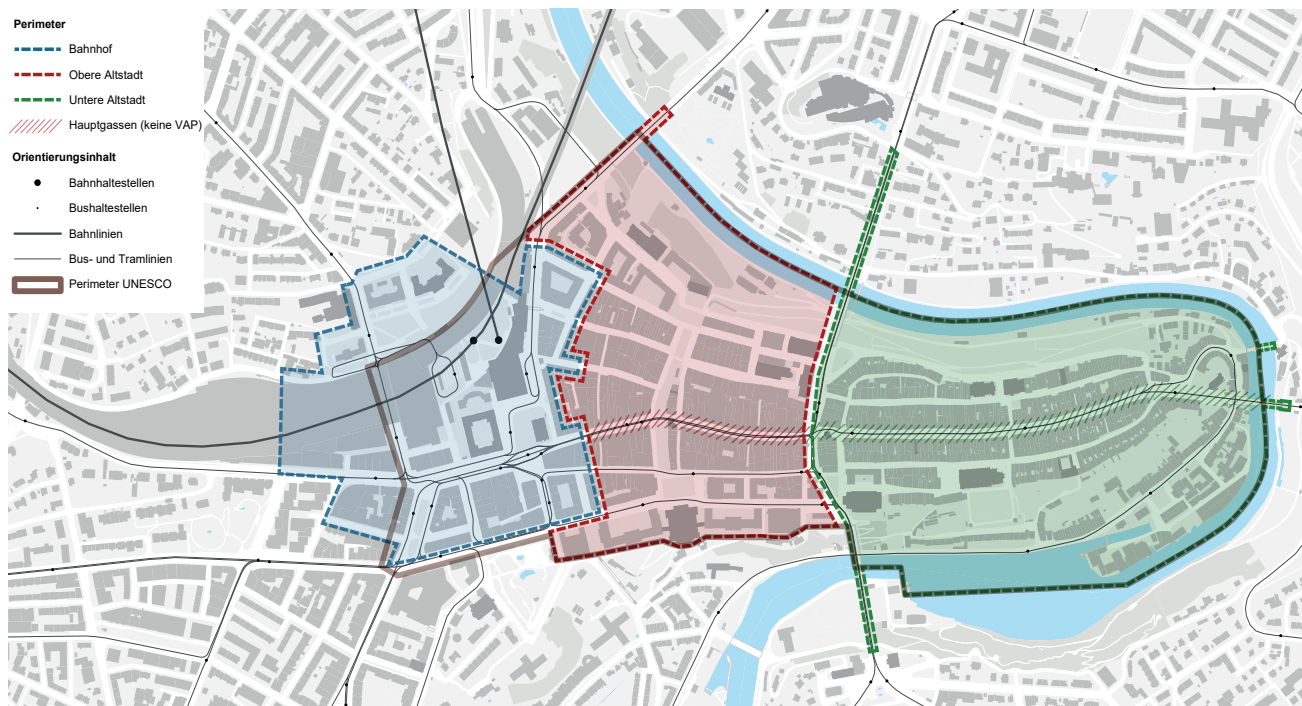 Perimeter
Bahnhof
Obere Altstadt
Untere Altstadt
Hauptgassen (keine VAP)
Orientierungsinhalt
Bahnhaltestellen
Bushaltestellen
Bahnlinien
Bus- und Tramlinien
Perimeter UNESCO